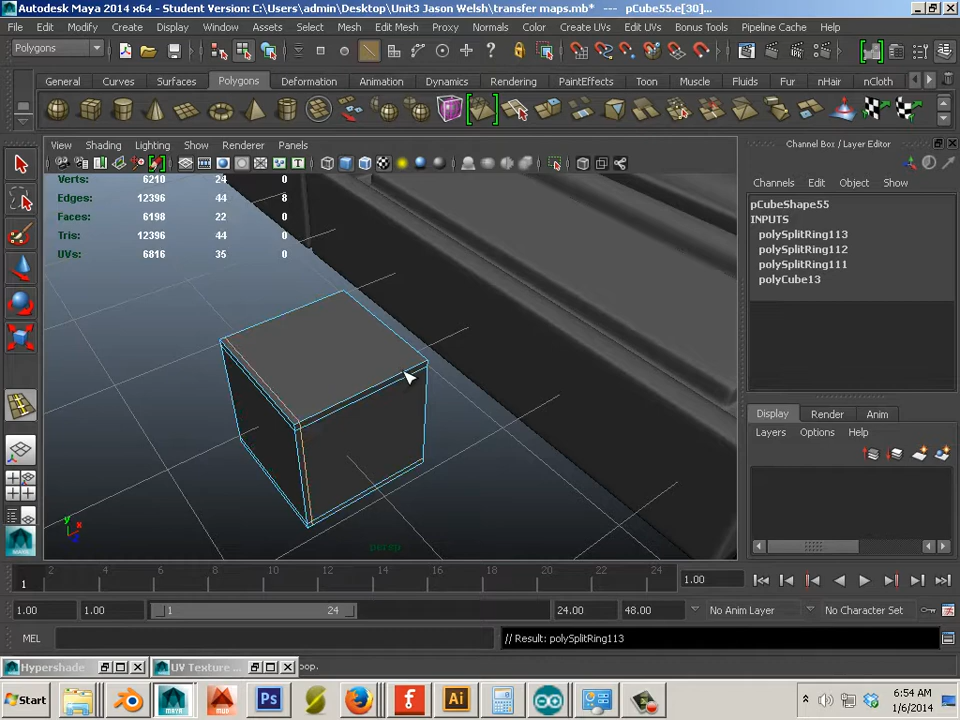 Autodesk Maya 2014 x64 - Student Version: C:\Users\admin\Desktop\Unit3 Jason Welsh\transfer maps.mb* --- pCube55.e[30]...
File Edit Modify Create Display Window Assets Select Mesh Edit Mesh Proxy Normals Color Create UVs Edit UVs Bonus Tools Pipeline Cache Help
Polygons
General Curves Surfaces Polygons Deformation Animation Dynamics Rendering PaintEffects Toon Muscle Fluids Fur nHair nCloth
View Shading Lighting Show Renderer Panels
Channel Box / Layer Editor
Verts: 6210 24 0
Edges: 12396 44 8
Faces: 6198 22 0
Tris: 12396 44 0
UVs: 6816 35 0
Channels Edit Object Show
pCubeShape55
INPUTS
polySplitRing113
polySplitRing112
polySplitRing111
polyCube13
Display Render Anim
Layers Options Help
y
x
z
persp
1 2 4 6 8 10 12 14 16 18 20 22 24 1.00
1.00 1.00 1 24 24.00 48.00 No Anim Layer No Character Set
MEL // Result: polySplitRing113
Hypershade UV Texture ... oop.
Start Ps f Ai 6:54 AM
1/6/2014